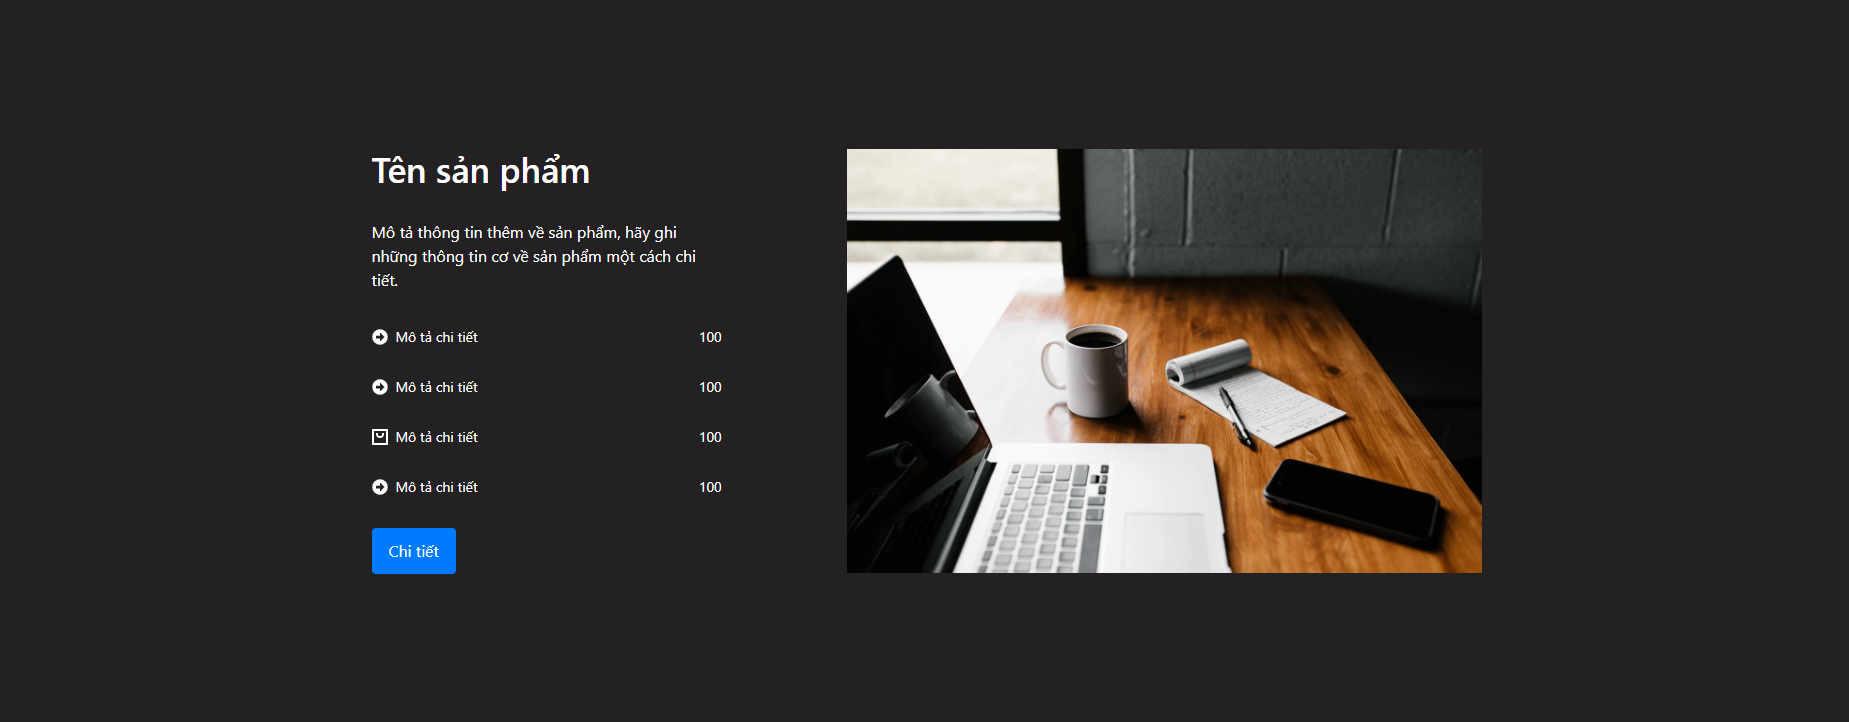 Tên sản phẩm
Mô tả thông tin thêm về sản phẩm, hãy ghi
những thông tin cơ về sản phẩm một cách chi
tiết.
Mô tả chi tiết 100
Mô tả chi tiết 100
Mô tả chi tiết 100
Mô tả chi tiết 100
Chi tiết